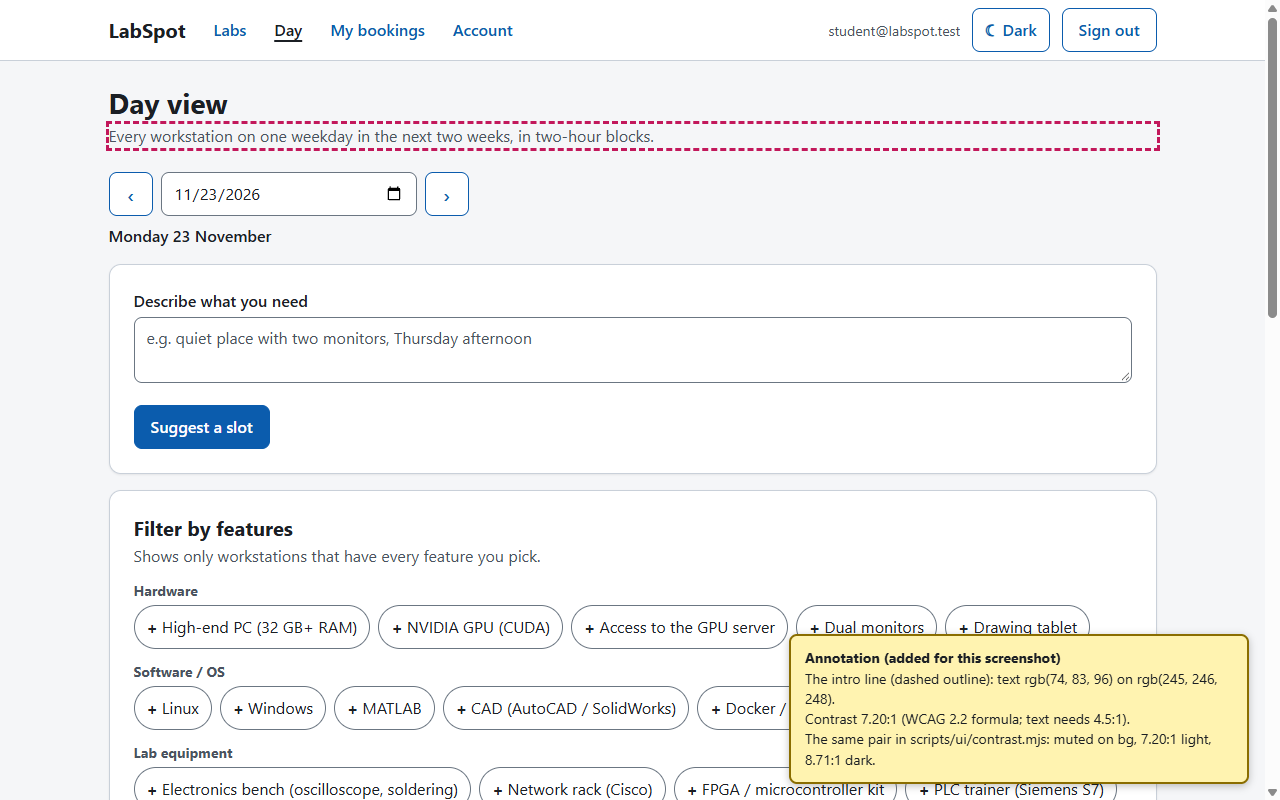 LabSpot Labs Day My bookings Account student@labspot.test ☾ Dark Sign out
Day view
Every workstation on one weekday in the next two weeks, in two-hour blocks.
‹ 11/23/2026 ›
Monday 23 November
Describe what you need
e.g. quiet place with two monitors, Thursday afternoon
Suggest a slot
Filter by features
Shows only workstations that have every feature you pick.
Hardware
+ High-end PC (32 GB+ RAM) + NVIDIA GPU (CUDA) + Access to the GPU server + Dual monitors + Drawing tablet
Software / OS
+ Linux + Windows + MATLAB + CAD (AutoCAD / SolidWorks) + Docker /
Lab equipment
+ Electronics bench (oscilloscope, soldering) + Network rack (Cisco) + FPGA / microcontroller kit + PLC trainer (Siemens S7)
Annotation (added for this screenshot)
The intro line (dashed outline): text rgb(74, 83, 96) on rgb(245, 246,
248).
Contrast 7.20:1 (WCAG 2.2 formula; text needs 4.5:1).
The same pair in scripts/ui/contrast.mjs: muted on bg, 7.20:1 light,
8.71:1 dark.